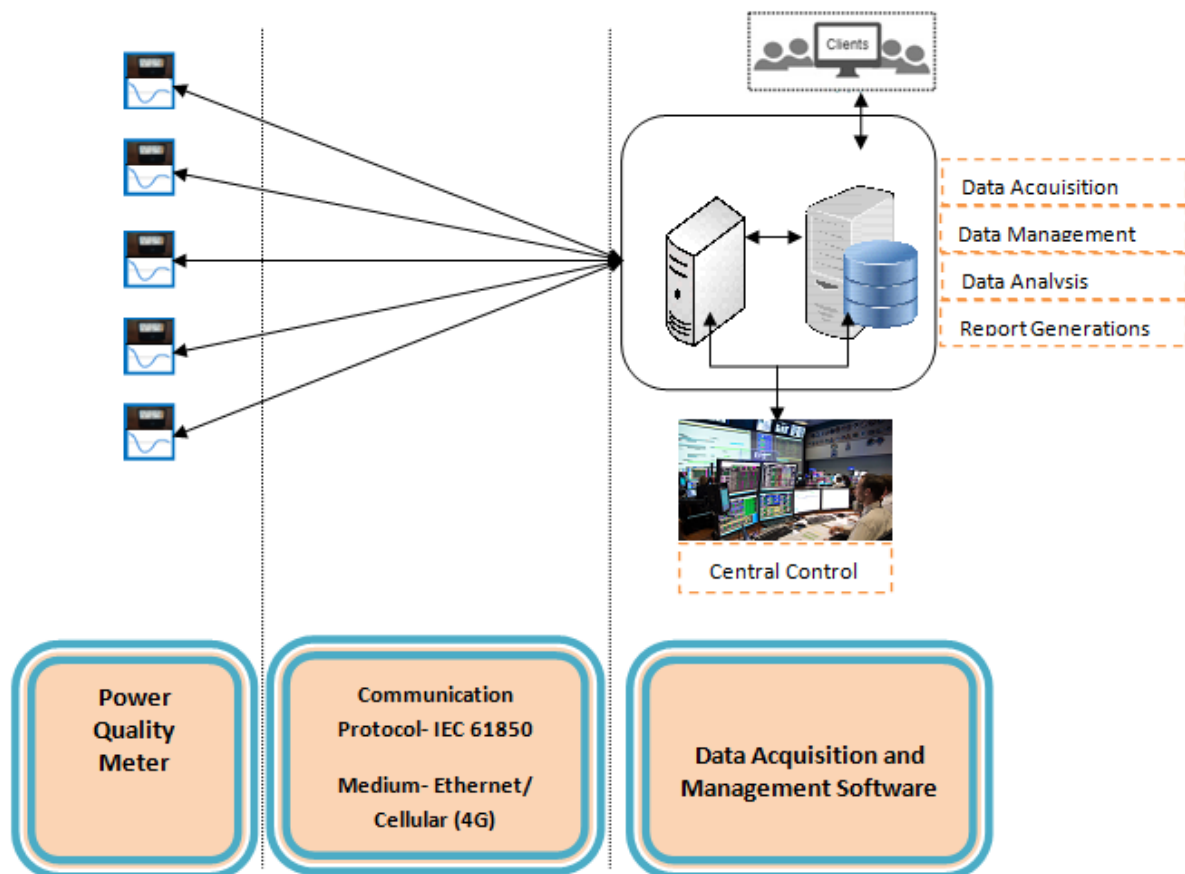 Clients
Data Acquisition
Data Management
Data Analysis
Report Generations
Central Control
Power
Quality
Meter
Communication
Protocol- IEC 61850
Medium- Ethernet/
Cellular (4G)
Data Acquisition and
Management Software